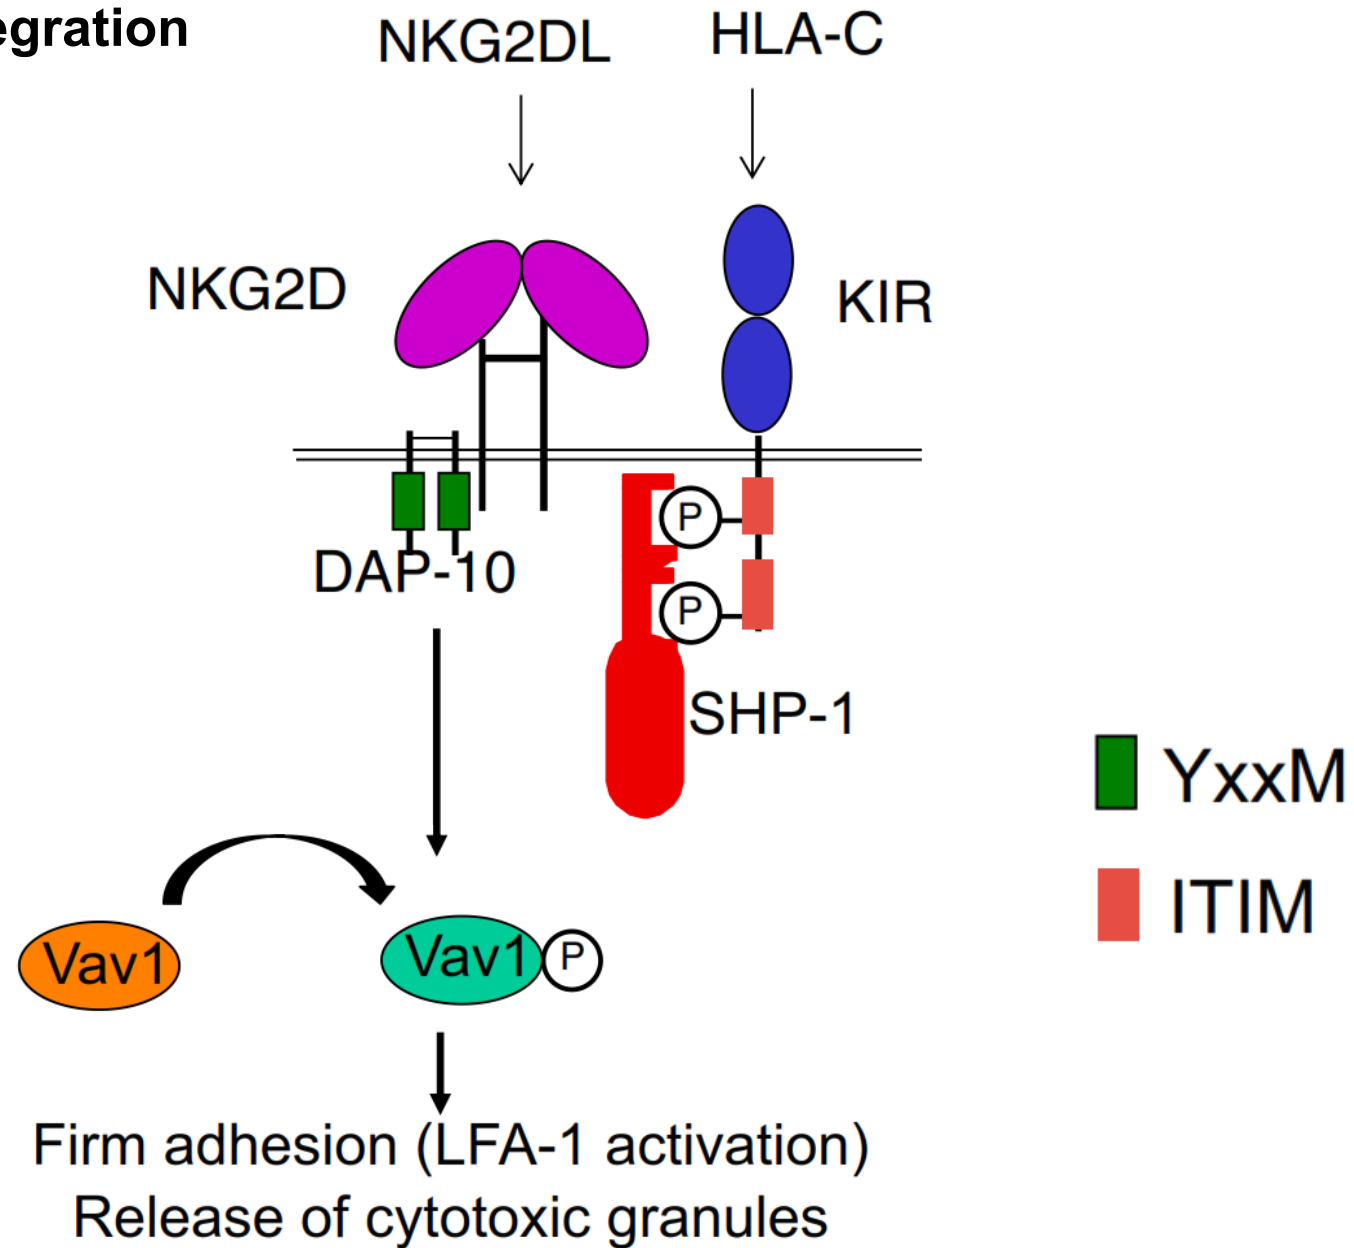 egration
NKG2DL
HLA-C
NKG2D
KIR
DAP-10
P
P
SHP-1
YxxM
ITIM
Vav1
Vav1
P
Firm adhesion (LFA-1 activation)
Release of cytotoxic granules